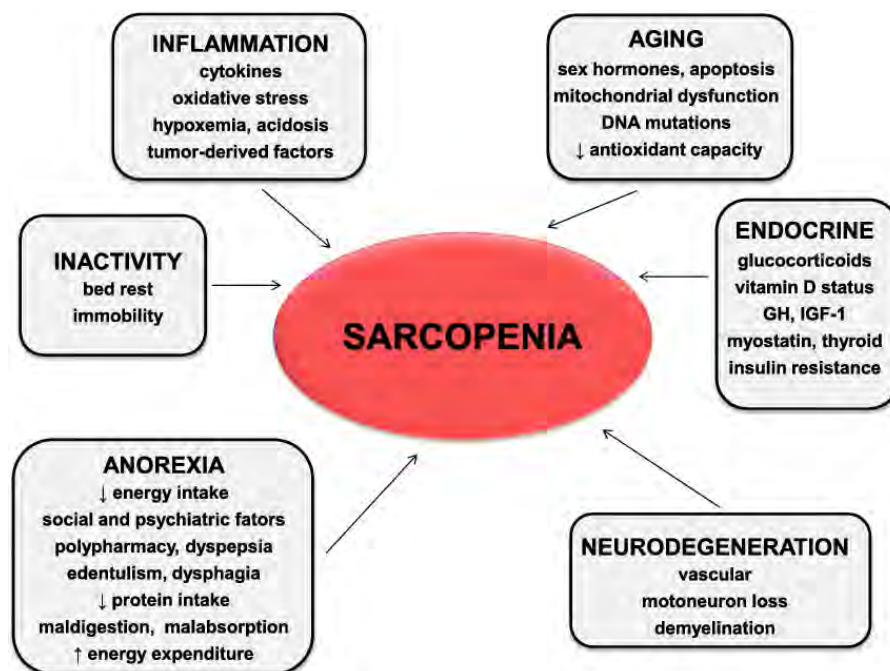 INFLAMMATION
cytokines
oxidative stress
hypoxemia, acidosis
tumor-derived factors
AGING
sex hormones, apoptosis
mitochondrial dysfunction
DNA mutations
↓ antioxidant capacity
INACTIVITY
bed rest
immobility
SARCOPENIA
ENDOCRINE
glucocorticoids
vitamin D status
GH, IGF-1
myostatin, thyroid
insulin resistance
ANOREXIA
↓ energy intake
social and psychiatric fators
polypharmacy, dyspepsia
edentulism, dysphagia
↓ protein intake
maldigestion, malabsorption
↑ energy expenditure
NEURODEGENERATION
vascular
motoneuron loss
demyelination